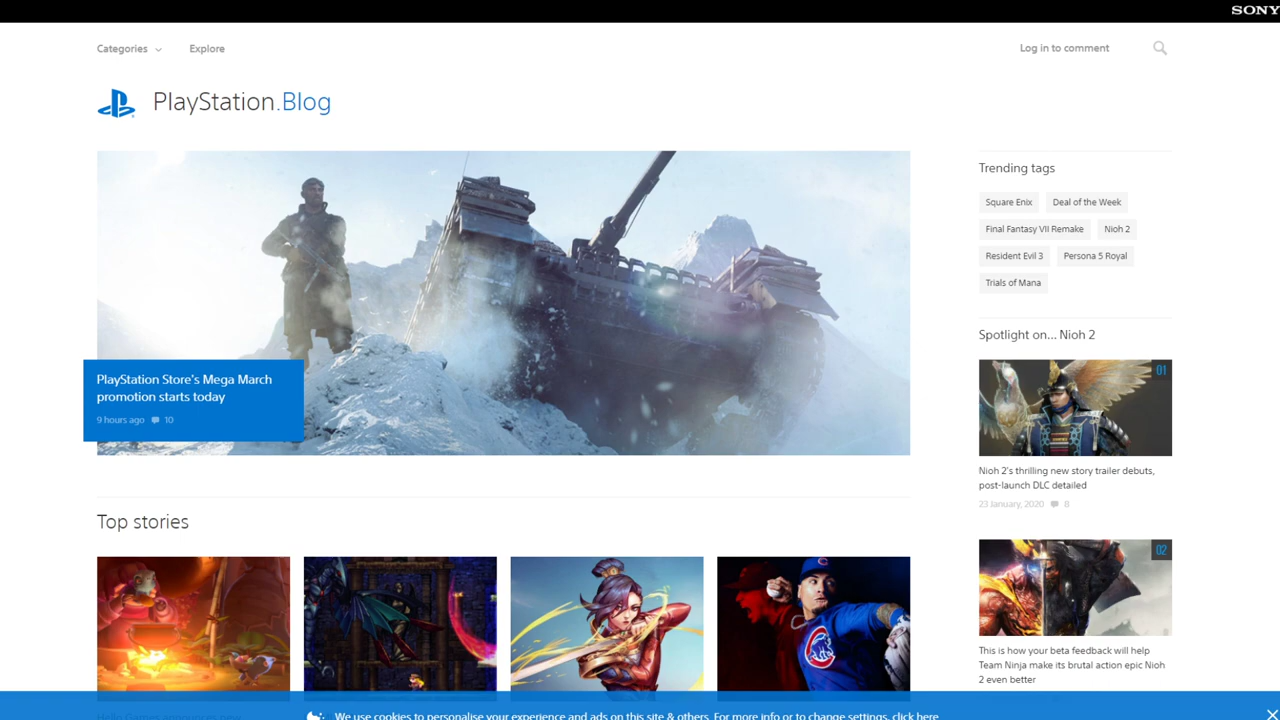 SONY
Categories
Explore
Log in to comment
PlayStation.Blog
PlayStation Store's Mega March
promotion starts today
9 hours ago 10
Trending tags
Square Enix
Deal of the Week
Final Fantasy VII Remake
Nioh 2
Resident Evil 3
Persona 5 Royal
Trials of Mana
Spotlight on... Nioh 2
01
Nioh 2's thrilling new story trailer debuts,
post-launch DLC detailed
23 January, 2020 8
02
This is how your beta feedback will help
Team Ninja make its brutal action epic Nioh
2 even better
Top stories
We use cookies to personalise your experience and ads on this site & others. For more info or to change settings, click here